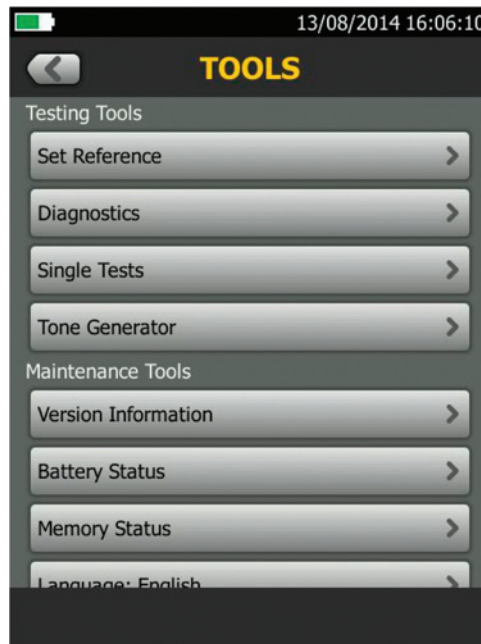 13/08/2014 16:06:10
TOOLS
Testing Tools
Set Reference
Diagnostics
Single Tests
Tone Generator
Maintenance Tools
Version Information
Battery Status
Memory Status
Language: English